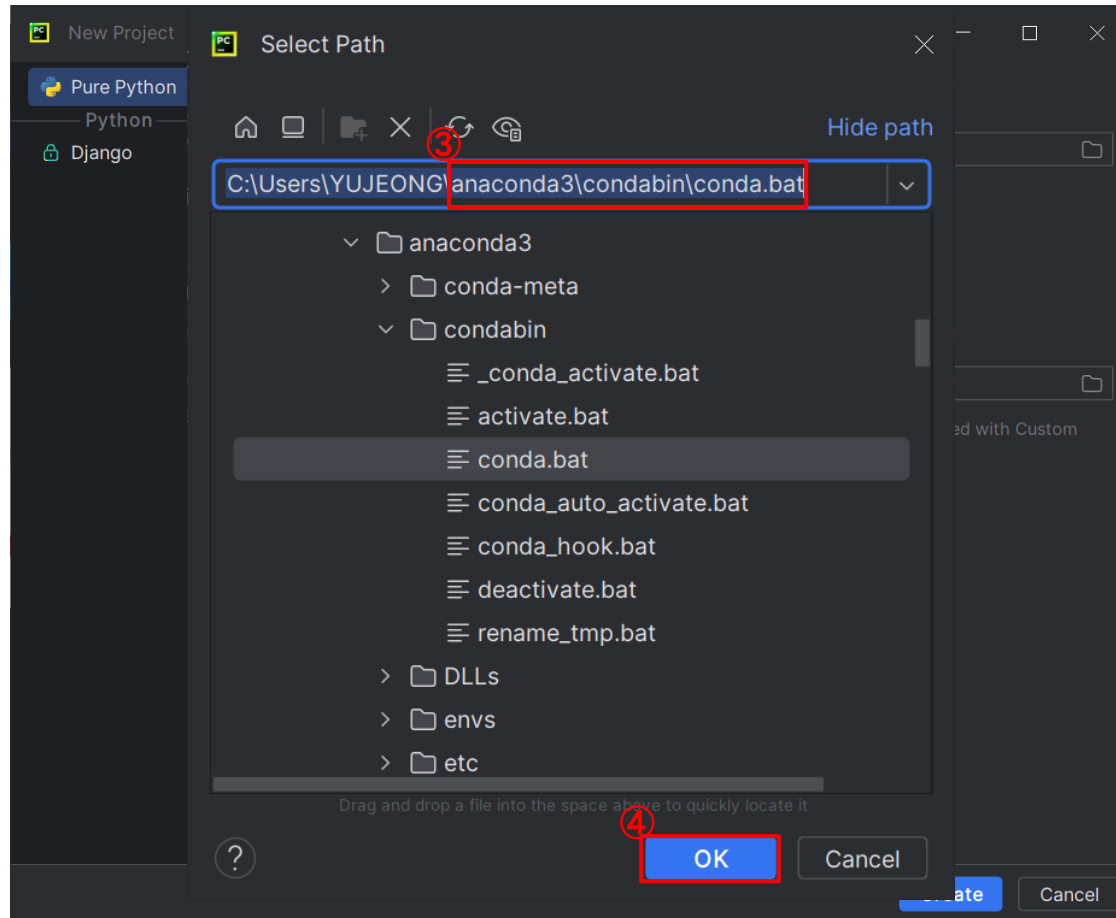 New Project
Select Path
Pure Python
Python
Django
Hide path
③
C:\Users\YUJEONG\anaconda3\condabin\conda.bat
anaconda3
conda-meta
condabin
_conda_activate.bat
activate.bat
conda.bat
ed with Custom
conda_auto_activate.bat
conda_hook.bat
deactivate.bat
rename_tmp.bat
DLLs
envs
etc
Drag and drop a file into the space above to quickly locate it
④
?
OK
Cancel
Create
Cancel